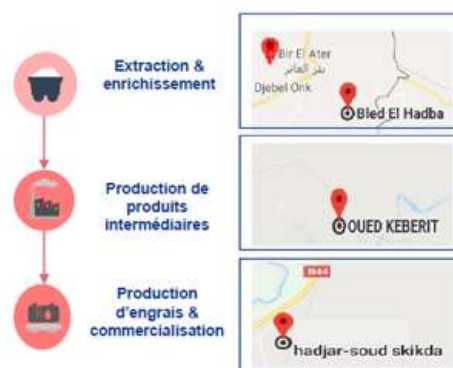 Extraction &
enrichissement
Bir El Ater
بئر العاتر
Djebel Onk
Bled El Hadba
Production de
produits
intermédiaires
OUED KEBERIT
Production
d'engrais &
commercialisation
N44
hadjar-soud skikda